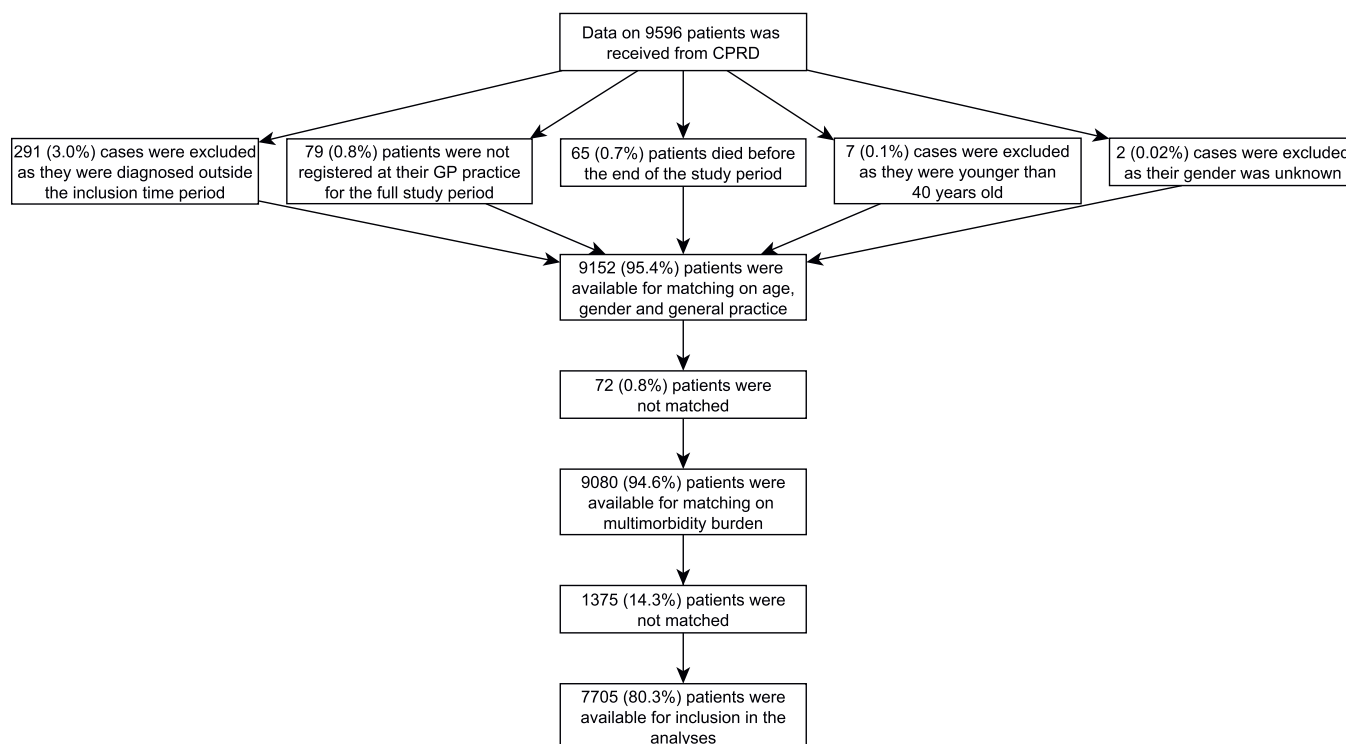 Data on 9596 patients was
received from CPRD
291 (3.0%) cases were excluded
as they were diagnosed outside
the inclusion time period
79 (0.8%) patients were not
registered at their GP practice
for the full study period
65 (0.7%) patients died before
the end of the study period
7 (0.1%) cases were excluded
as they were younger than
40 years old
2 (0.02%) cases were excluded
as their gender was unknown
9152 (95.4%) patients were
available for matching on age,
gender and general practice
72 (0.8%) patients were
not matched
9080 (94.6%) patients were
available for matching on
multimorbidity burden
1375 (14.3%) patients were
not matched
7705 (80.3%) patients were
available for inclusion in the
analyses